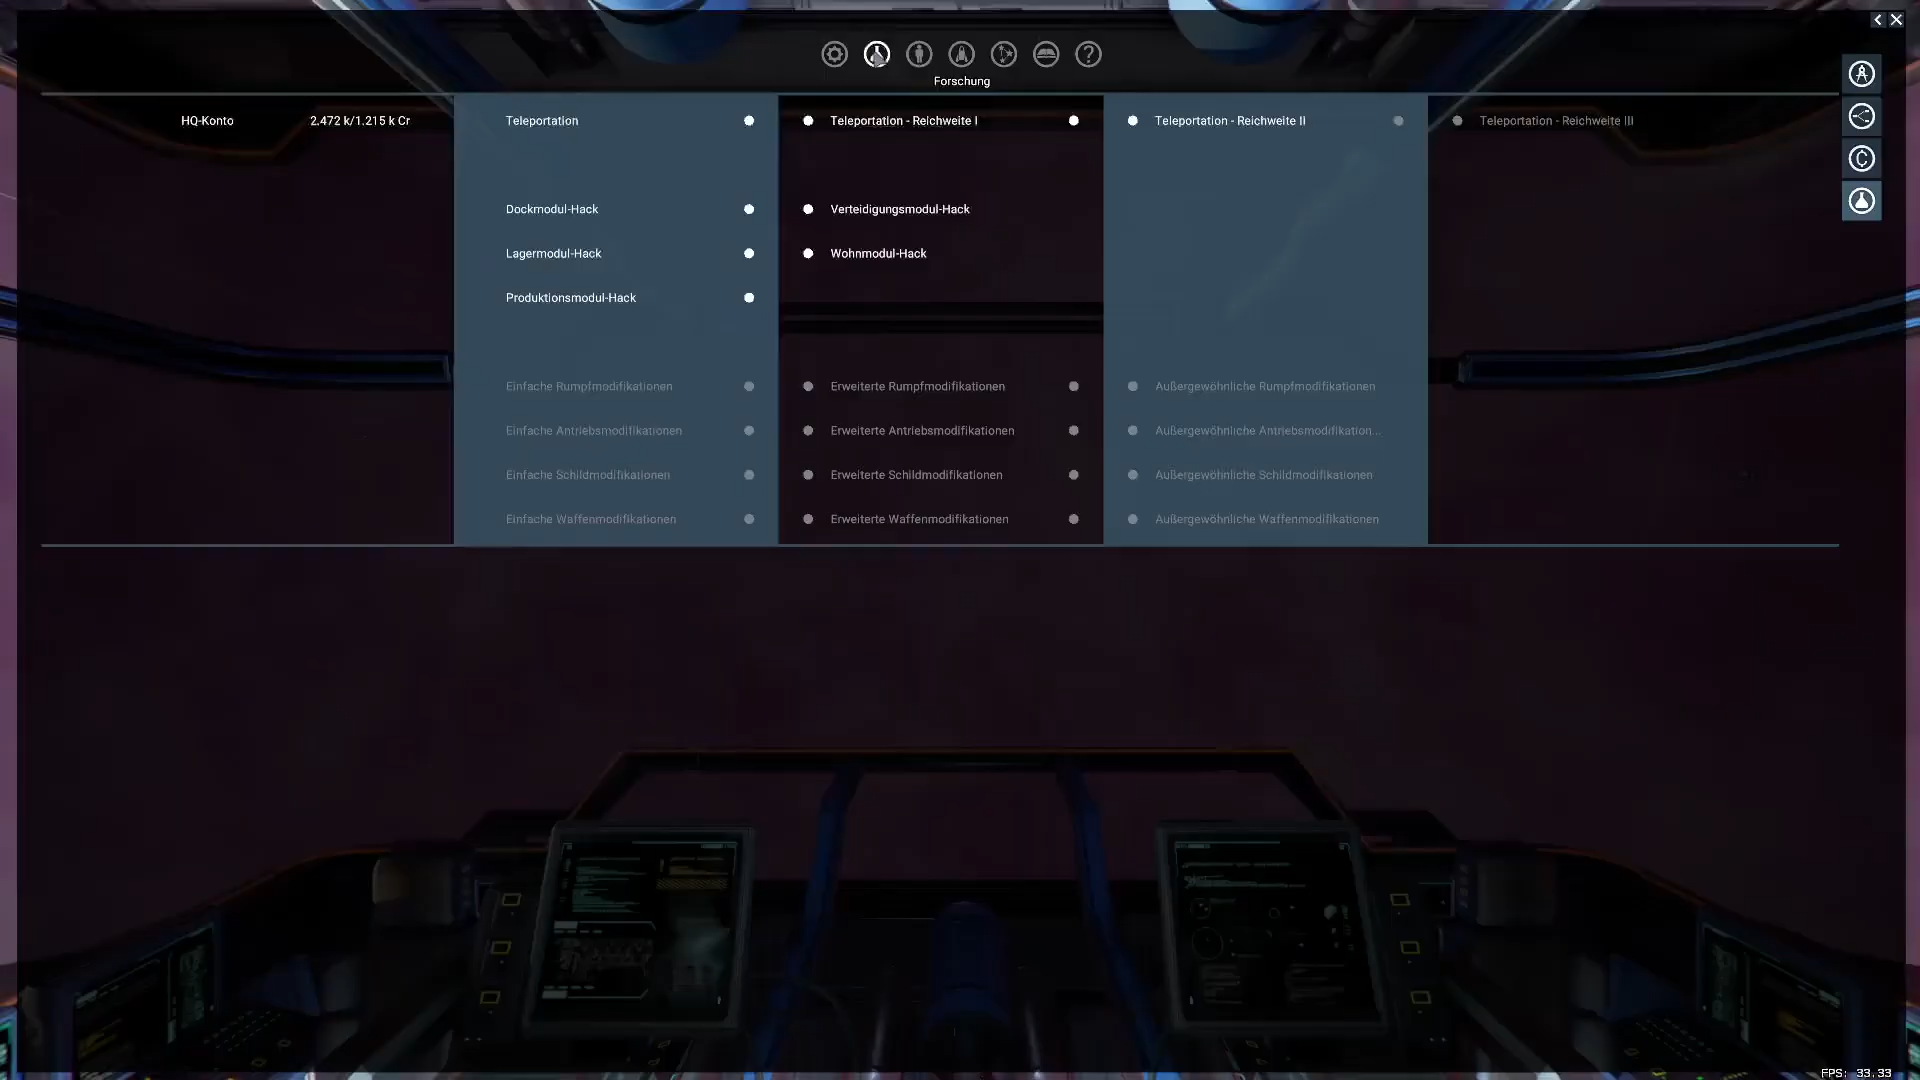 Forschung
HQ-Konto 2.472 k/1.215 k Cr Teleportation Teleportation - Reichweite I Teleportation - Reichweite II Teleportation - Reichweite III
Dockmodul-Hack Verteidigungsmodul-Hack
Lagermodul-Hack Wohnmodul-Hack
Produktionsmodul-Hack
Einfache Rumpfmodifikationen Erweiterte Rumpfmodifikationen Außergewöhnliche Rumpfmodifikationen
Einfache Antriebsmodifikationen Erweiterte Antriebsmodifikationen Außergewöhnliche Antriebsmodifikation...
Einfache Schildmodifikationen Erweiterte Schildmodifikationen Außergewöhnliche Schildmodifikationen
Einfache Waffenmodifikationen Erweiterte Waffenmodifikationen Außergewöhnliche Waffenmodifikationen
FPS: 33.33